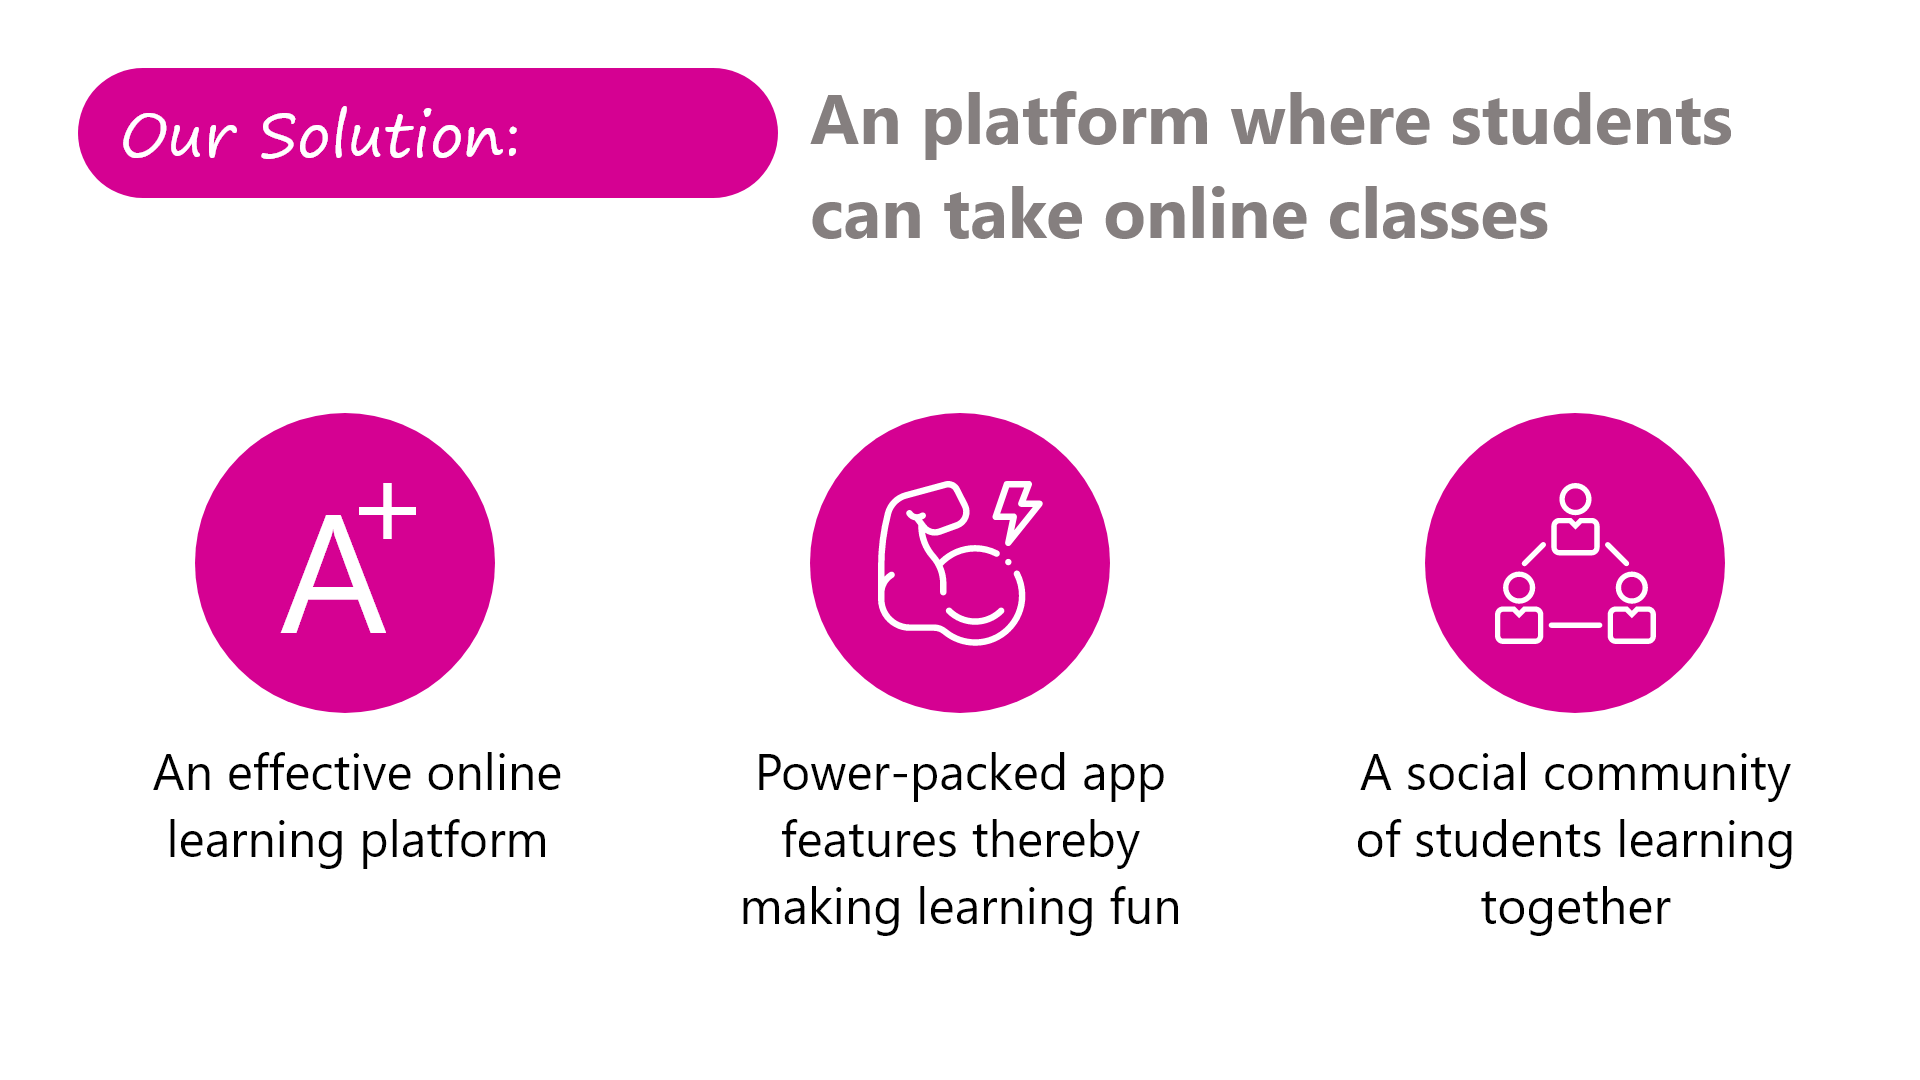 Our Solution:
An platform where students
can take online classes
A+
An effective online
learning platform
Power-packed app
features thereby
making learning fun
A social community
of students learning
together